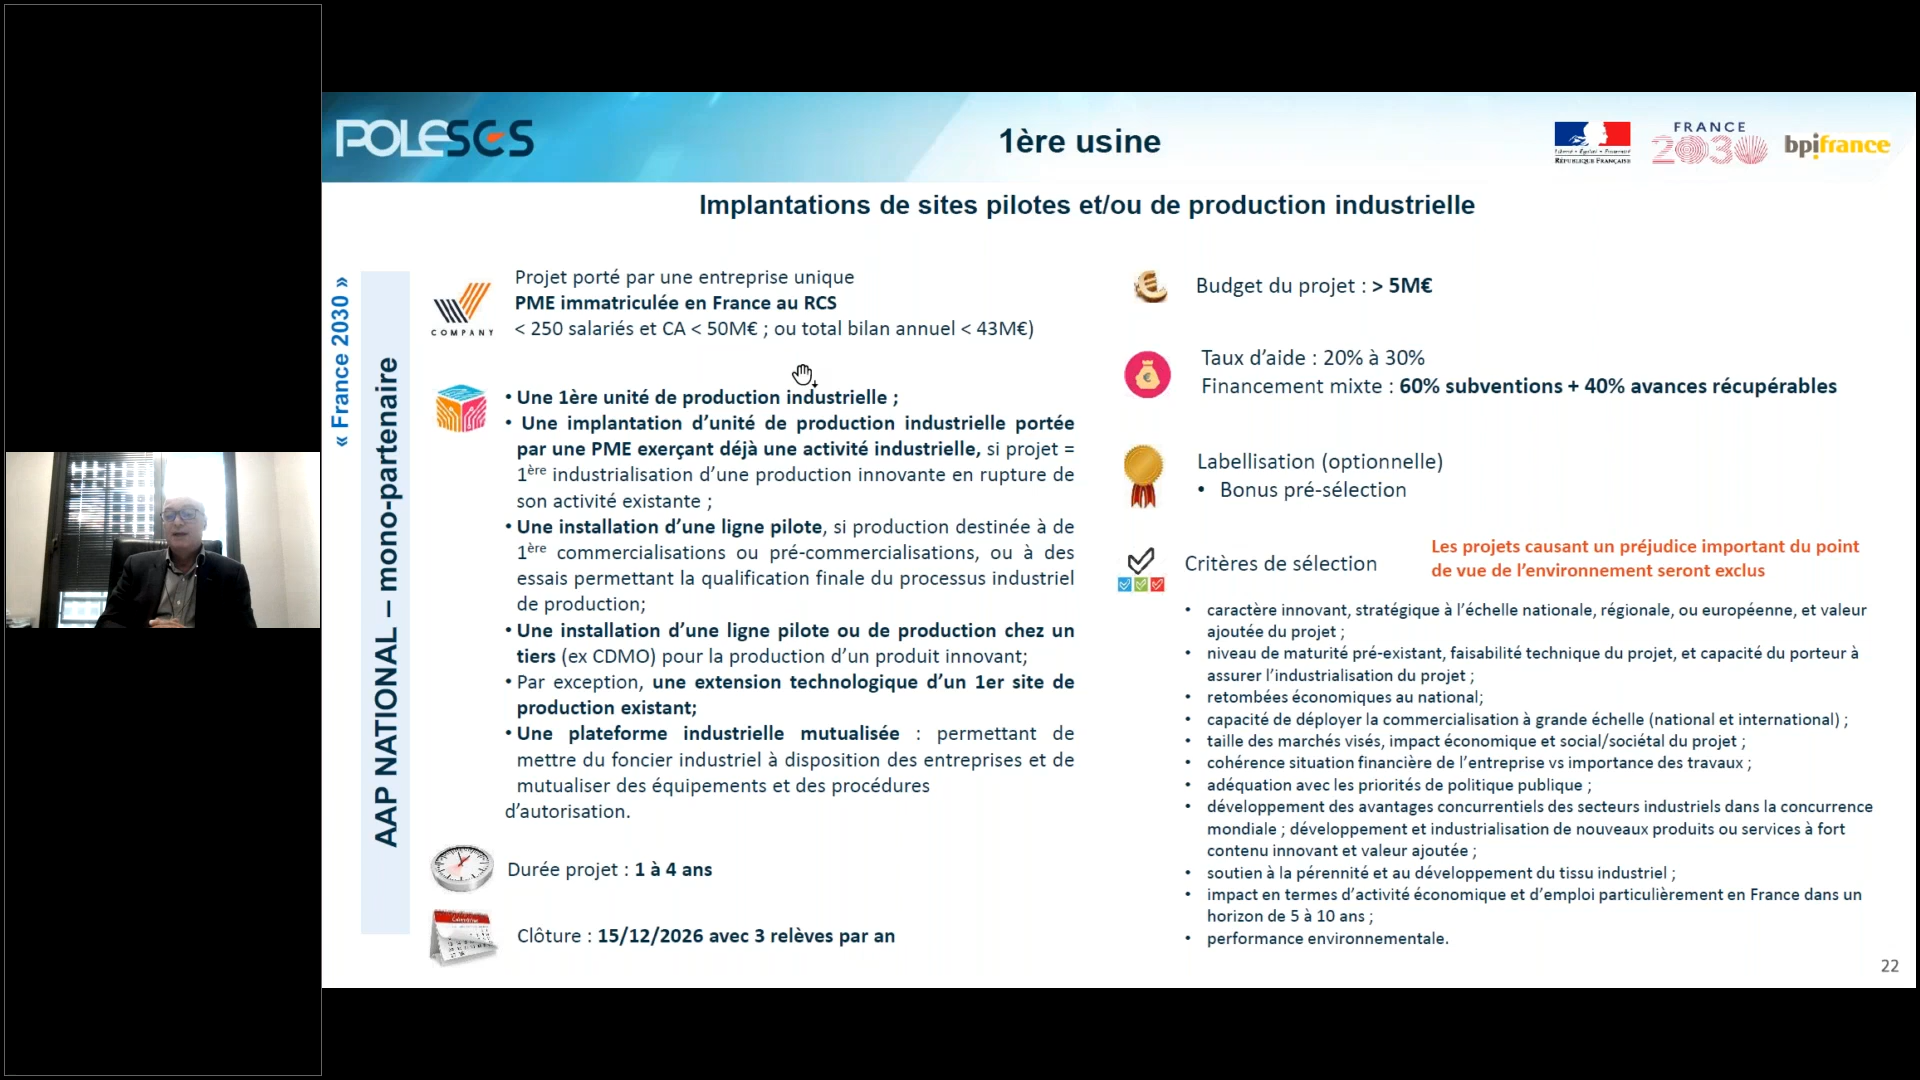 POLESCS
1ère usine
Liberté • Égalité • Fraternité
RÉPUBLIQUE FRANÇAISE
FRANCE
2030
bpifrance
Implantations de sites pilotes et/ou de production industrielle
« France 2030 »
AAP NATIONAL – mono-partenaire
COMPANY
Projet porté par une entreprise unique
PME immatriculée en France au RCS
< 250 salariés et CA < 50M€ ; ou total bilan annuel < 43M€)
• Une 1ère unité de production industrielle ;
• Une implantation d’unité de production industrielle portée
par une PME exerçant déjà une activité industrielle, si projet =
1ère industrialisation d’une production innovante en rupture de
son activité existante ;
• Une installation d’une ligne pilote, si production destinée à de
1ère commercialisations ou pré-commercialisations, ou à des
essais permettant la qualification finale du processus industriel
de production;
• Une installation d’une ligne pilote ou de production chez un
tiers (ex CDMO) pour la production d’un produit innovant;
• Par exception, une extension technologique d’un 1er site de
production existant;
• Une plateforme industrielle mutualisée : permettant de
mettre du foncier industriel à disposition des entreprises et de
mutualiser des équipements et des procédures
d’autorisation.
Durée projet : 1 à 4 ans
Clôture : 15/12/2026 avec 3 relèves par an
Budget du projet : > 5M€
Taux d’aide : 20% à 30%
Financement mixte : 60% subventions + 40% avances récupérables
Labellisation (optionnelle)
• Bonus pré-sélection
Critères de sélection
Les projets causant un préjudice important du point
de vue de l’environnement seront exclus
• caractère innovant, stratégique à l’échelle nationale, régionale, ou européenne, et valeur
ajoutée du projet ;
• niveau de maturité pré-existant, faisabilité technique du projet, et capacité du porteur à
assurer l’industrialisation du projet ;
• retombées économiques au national;
• capacité de déployer la commercialisation à grande échelle (national et international) ;
• taille des marchés visés, impact économique et social/sociétal du projet ;
• cohérence situation financière de l’entreprise vs importance des travaux ;
• adéquation avec les priorités de politique publique ;
• développement des avantages concurrentiels des secteurs industriels dans la concurrence
mondiale ; développement et industrialisation de nouveaux produits ou services à fort
contenu innovant et valeur ajoutée ;
• soutien à la pérennité et au développement du tissu industriel ;
• impact en termes d’activité économique et d’emploi particulièrement en France dans un
horizon de 5 à 10 ans ;
• performance environnementale.
22